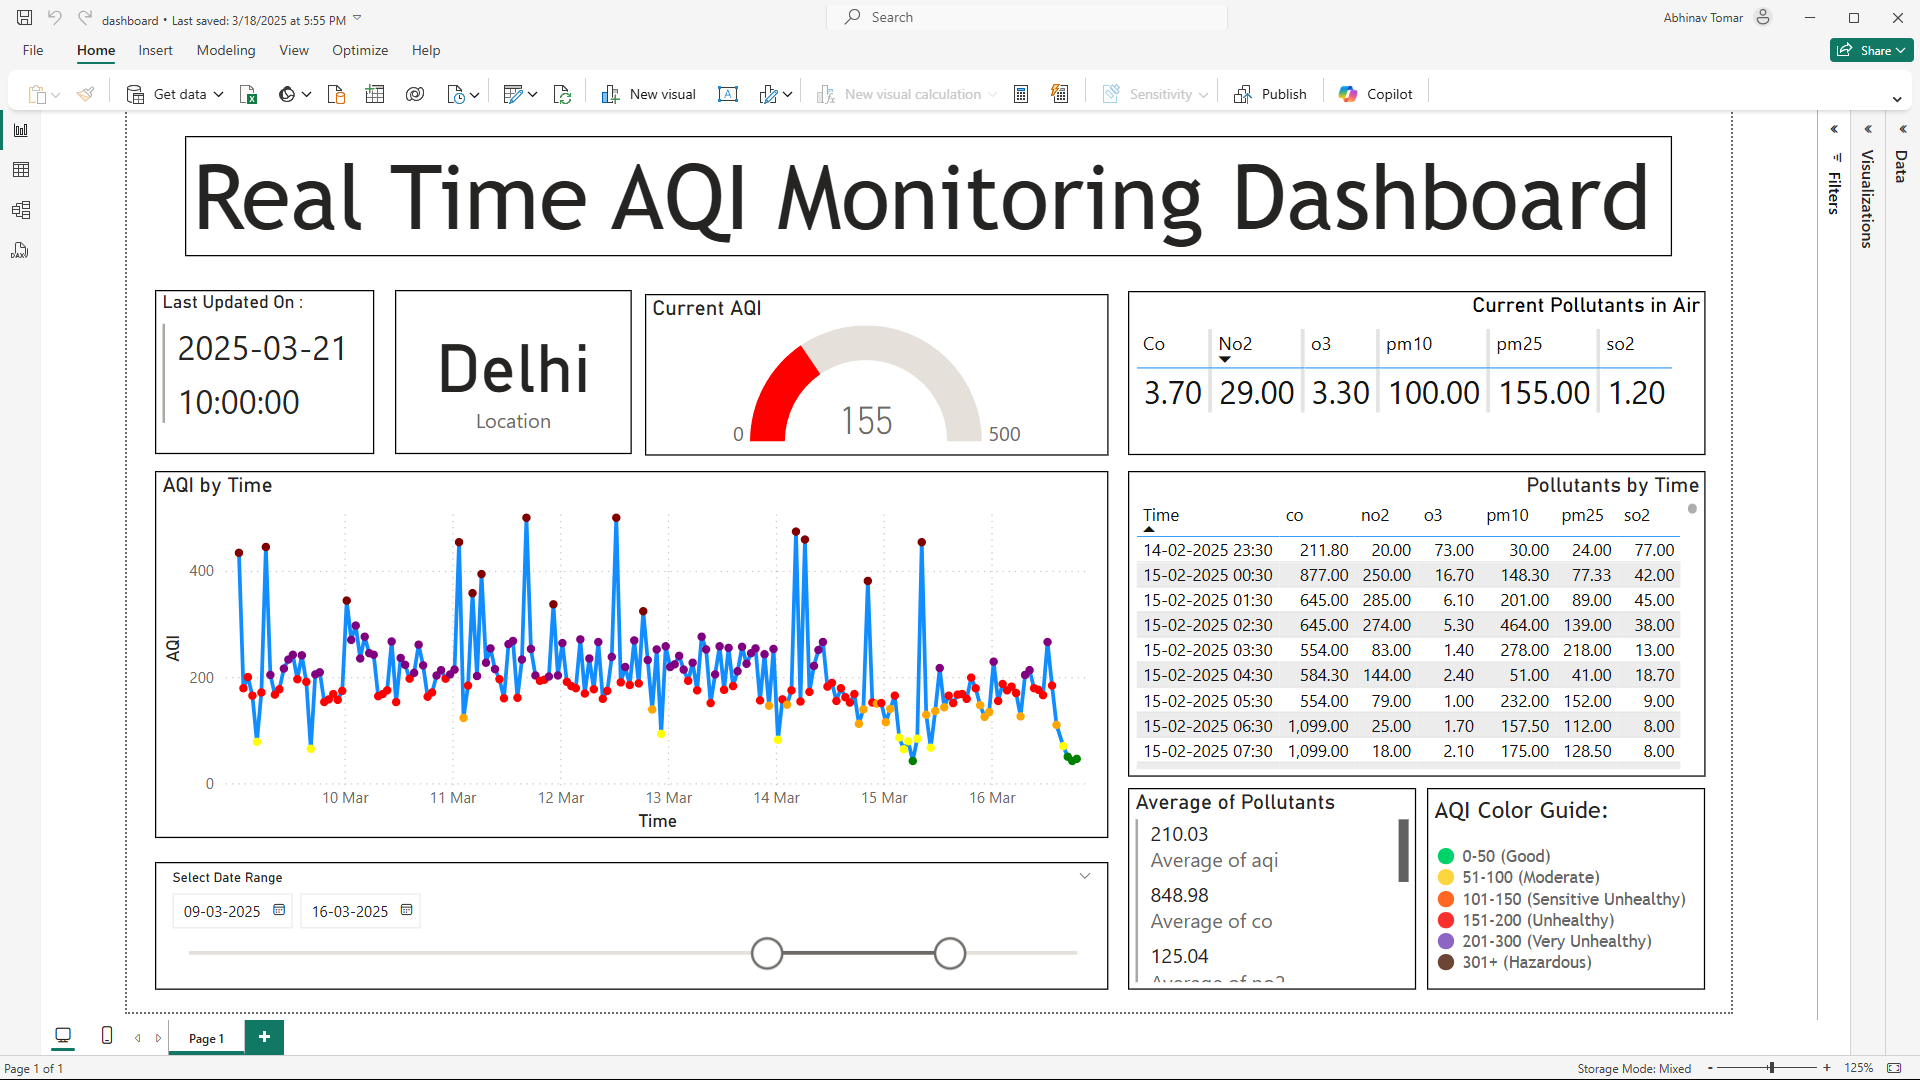 dashboard • Last saved: 3/18/2025 at 5:55 PM
Search
Abhinav Tomar
File Home Insert Modeling View Optimize Help
Share
Get data
New visual
New visual calculation
Sensitivity
Publish
Copilot
Real Time AQI Monitoring Dashboard
Filters
Visualizations
Data
Last Updated On :
2025-03-21
10:00:00
Delhi
Location
Current AQI
0 155 500
Current Pollutants in Air
Co No2 o3 pm10 pm25 so2
3.70 29.00 3.30 100.00 155.00 1.20
AQI by Time
AQI
400
200
0
10 Mar 11 Mar 12 Mar 13 Mar 14 Mar 15 Mar 16 Mar
Time
Pollutants by Time
Time co no2 o3 pm10 pm25 so2
14-02-2025 23:30 211.80 20.00 73.00 30.00 24.00 77.00
15-02-2025 00:30 877.00 250.00 16.70 148.30 77.33 42.00
15-02-2025 01:30 645.00 285.00 6.10 201.00 89.00 45.00
15-02-2025 02:30 645.00 274.00 5.30 464.00 139.00 38.00
15-02-2025 03:30 554.00 83.00 1.40 278.00 218.00 13.00
15-02-2025 04:30 584.30 144.00 2.40 51.00 41.00 18.70
15-02-2025 05:30 554.00 79.00 1.00 232.00 152.00 9.00
15-02-2025 06:30 1,099.00 25.00 1.70 157.50 112.00 8.00
15-02-2025 07:30 1,099.00 18.00 2.10 175.00 128.50 8.00
Select Date Range
09-03-2025 16-03-2025
Average of Pollutants
210.03
Average of aqi
848.98
Average of co
125.04
Average of no2
AQI Color Guide:
0-50 (Good)
51-100 (Moderate)
101-150 (Sensitive Unhealthy)
151-200 (Unhealthy)
201-300 (Very Unhealthy)
301+ (Hazardous)
Page 1
Page 1 of 1
Storage Mode: Mixed
125%